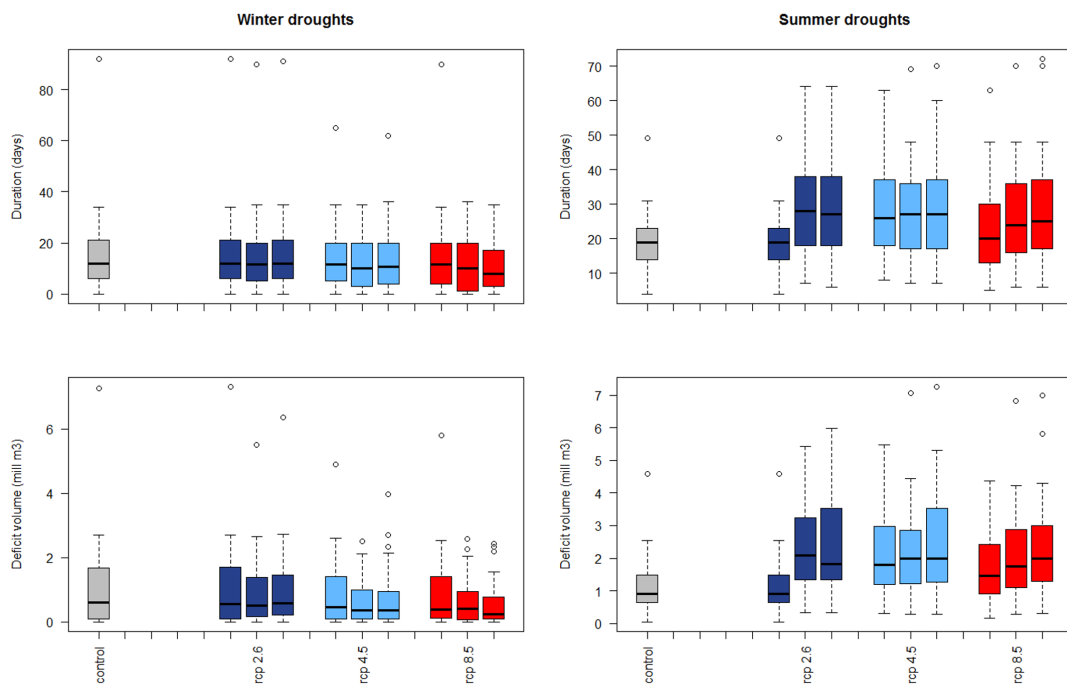 Winter droughts
Summer droughts
Duration (days)
0
20
40
60
80
Duration (days)
10
20
30
40
50
60
70
Deficit volume (mill m3)
0
2
4
6
control
rcp 2.6
rcp 4.5
rcp 8.5
Deficit volume (mill m3)
0
1
2
3
4
5
6
7
control
rcp 2.6
rcp 4.5
rcp 8.5